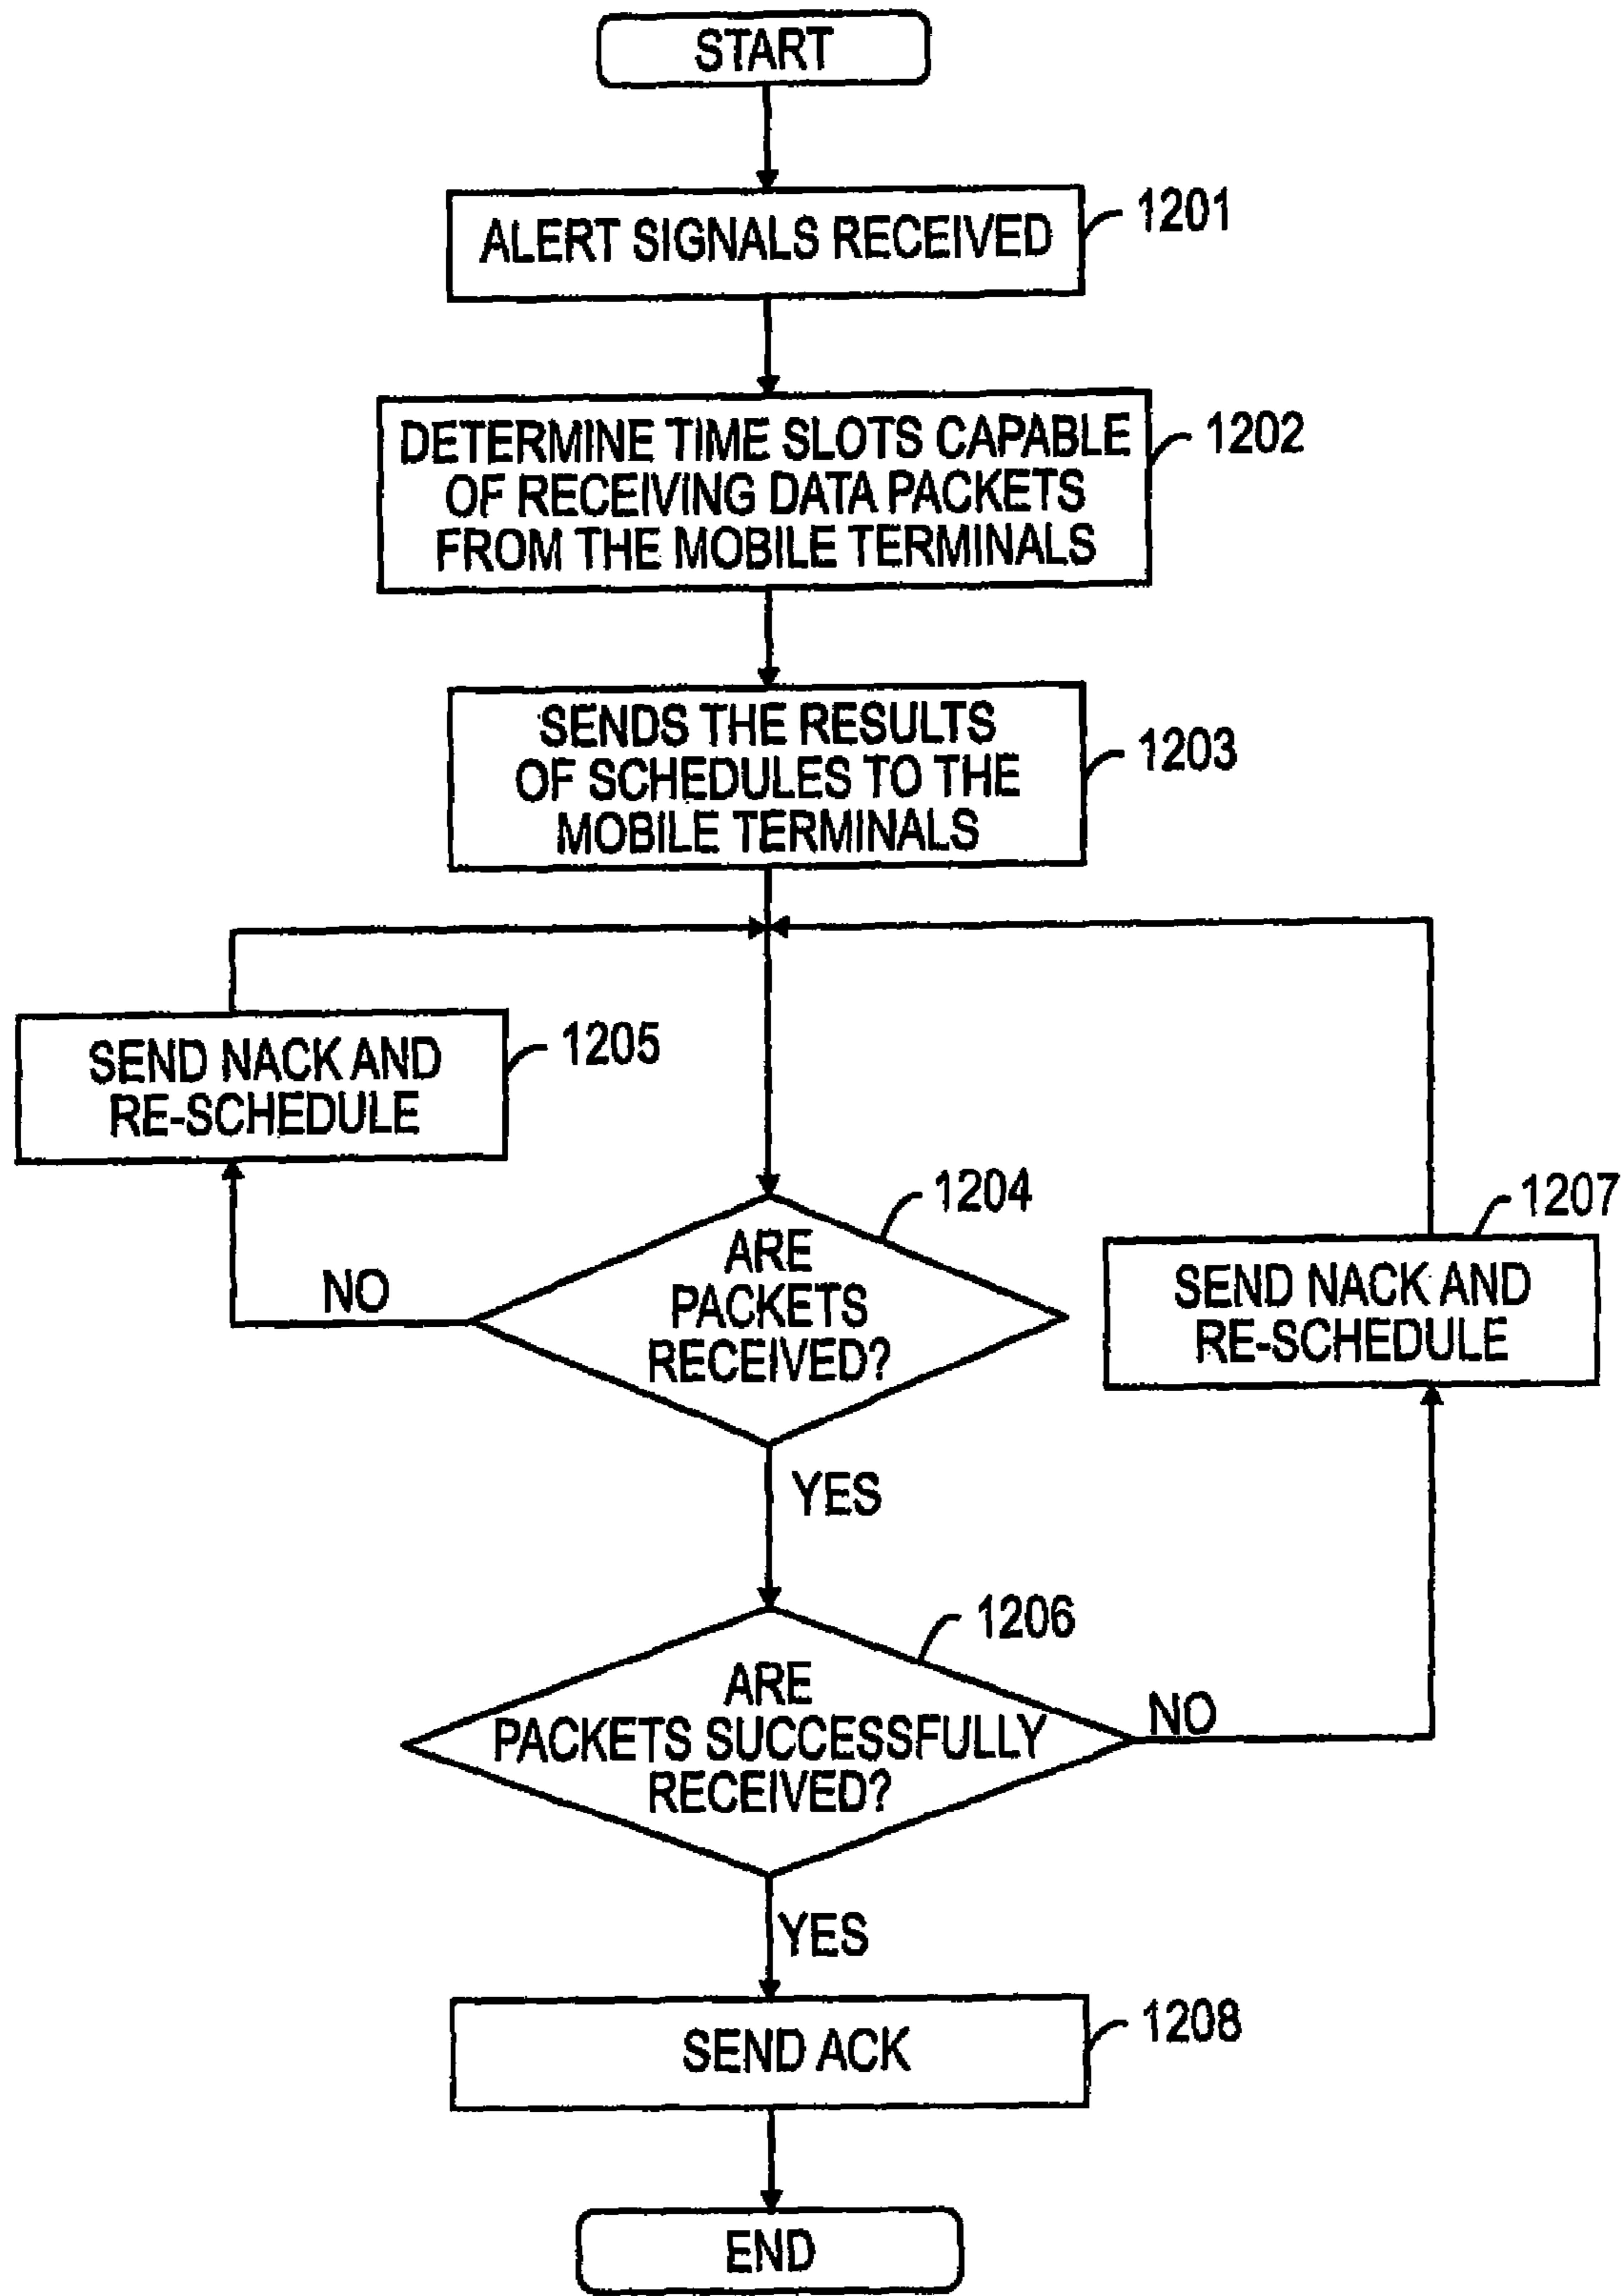 START
ALERT SIGNALS RECEIVED
1201
DETERMINE TIME SLOTS CAPABLE
OF RECEIVING DATA PACKETS
FROM THE MOBILE TERMINALS
1202
SENDS THE RESULTS
OF SCHEDULES TO THE
MOBILE TERMINALS
1203
SEND NACK AND
RE-SCHEDULE
1205
ARE
PACKETS
RECEIVED?
1204
NO
YES
SEND NACK AND
RE-SCHEDULE
1207
ARE
PACKETS SUCCESSFULLY
RECEIVED?
1206
NO
YES
SEND ACK
1208
END